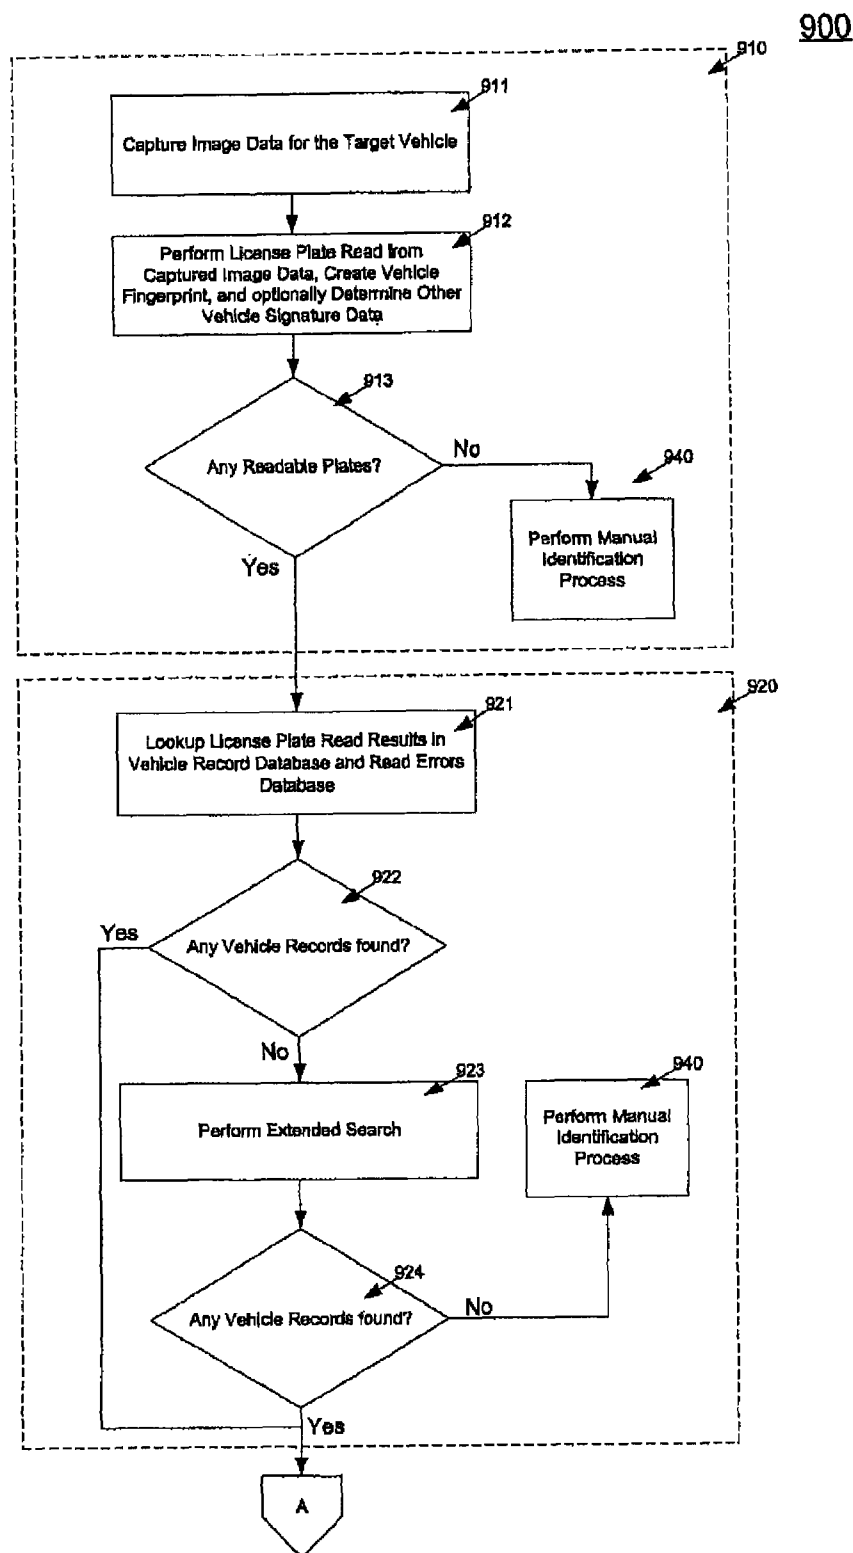 900
910
911
Capture Image Data for the Target Vehicle
912
Perform License Plate Read from
Captured Image Data, Create Vehicle
Fingerprint, and optionally Determine Other
Vehicle Signature Data
913
Any Readable Plates?
No
940
Perform Manual
Identification
Process
Yes
920
921
Lookup License Plate Read Results in
Vehicle Record Database and Read Errors
Database
922
Yes
Any Vehicle Records found?
No
923
Perform Extended Search
940
Perform Manual
Identification
Process
924
Any Vehicle Records found?
No
Yes
A